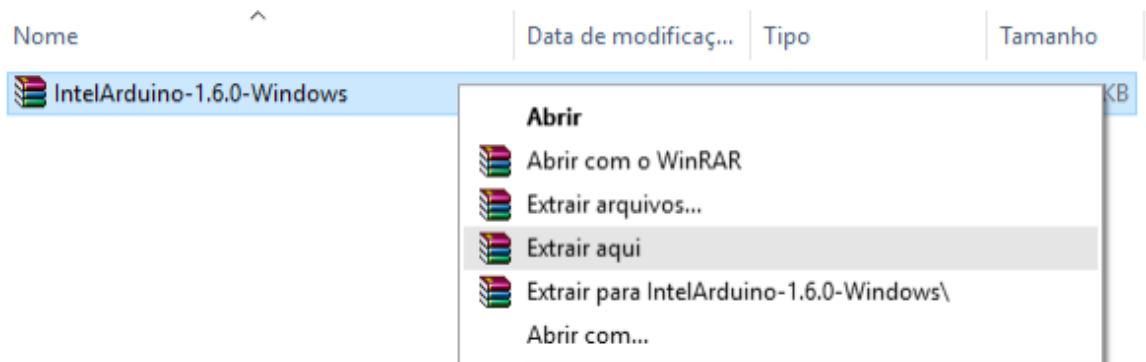 Nome Data de modificaç... Tipo Tamanho
IntelArduino-1.6.0-Windows KB
Abrir
Abrir com o WinRAR
Extrair arquivos...
Extrair aqui
Extrair para IntelArduino-1.6.0-Windows\
Abrir com...